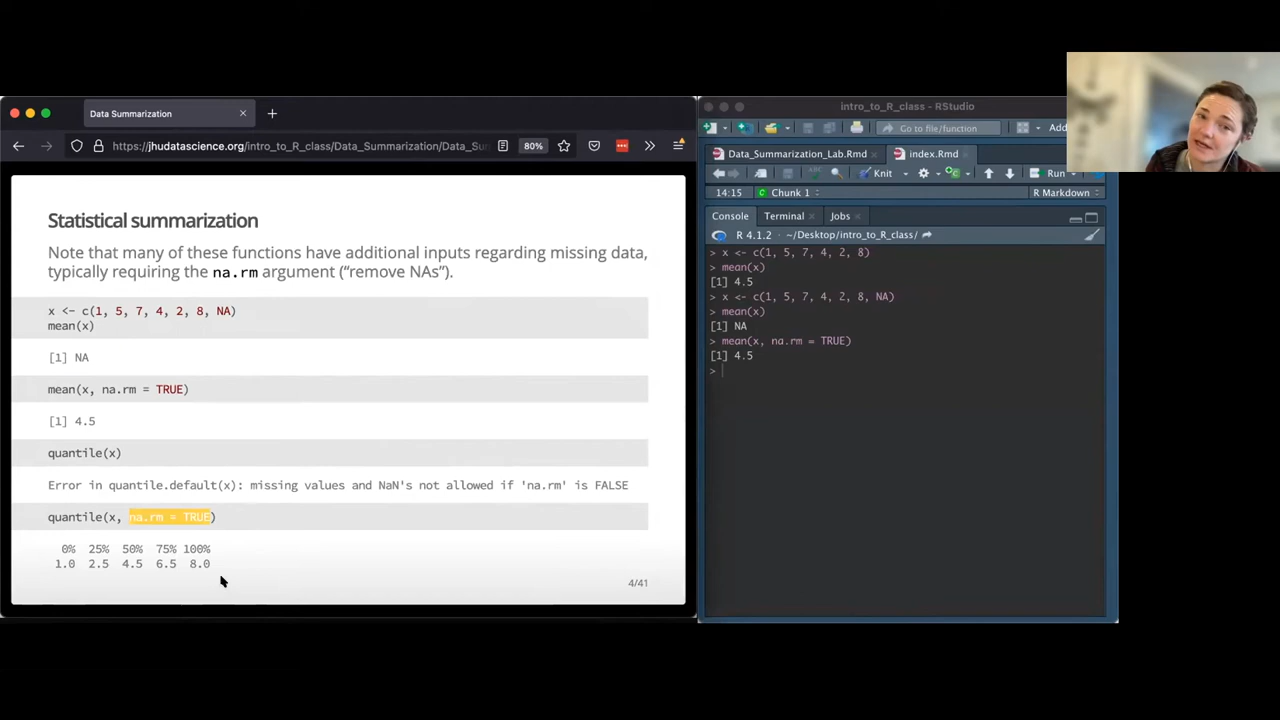 Data Summarization
https://jhudatascience.org/intro_to_R_class/Data_Summarization/Data_Su
80%
Statistical summarization
Note that many of these functions have additional inputs regarding missing data,
typically requiring the na.rm argument (“remove NAs”).
x <- c(1, 5, 7, 4, 2, 8, NA)
mean(x)
[1] NA
mean(x, na.rm = TRUE)
[1] 4.5
quantile(x)
Error in quantile.default(x): missing values and NaN's not allowed if 'na.rm' is FALSE
quantile(x, na.rm = TRUE)
0% 25% 50% 75% 100%
1.0 2.5 4.5 6.5 8.0
4/41
intro_to_R_class - RStudio
Go to file/function
Add
Data_Summarization_Lab.Rmd
index.Rmd
Knit
Run
14:15
Chunk 1
R Markdown
Console
Terminal
Jobs
R 4.1.2 · ~/Desktop/intro_to_R_class/
> x <- c(1, 5, 7, 4, 2, 8)
> mean(x)
[1] 4.5
> x <- c(1, 5, 7, 4, 2, 8, NA)
> mean(x)
[1] NA
> mean(x, na.rm = TRUE)
[1] 4.5
>